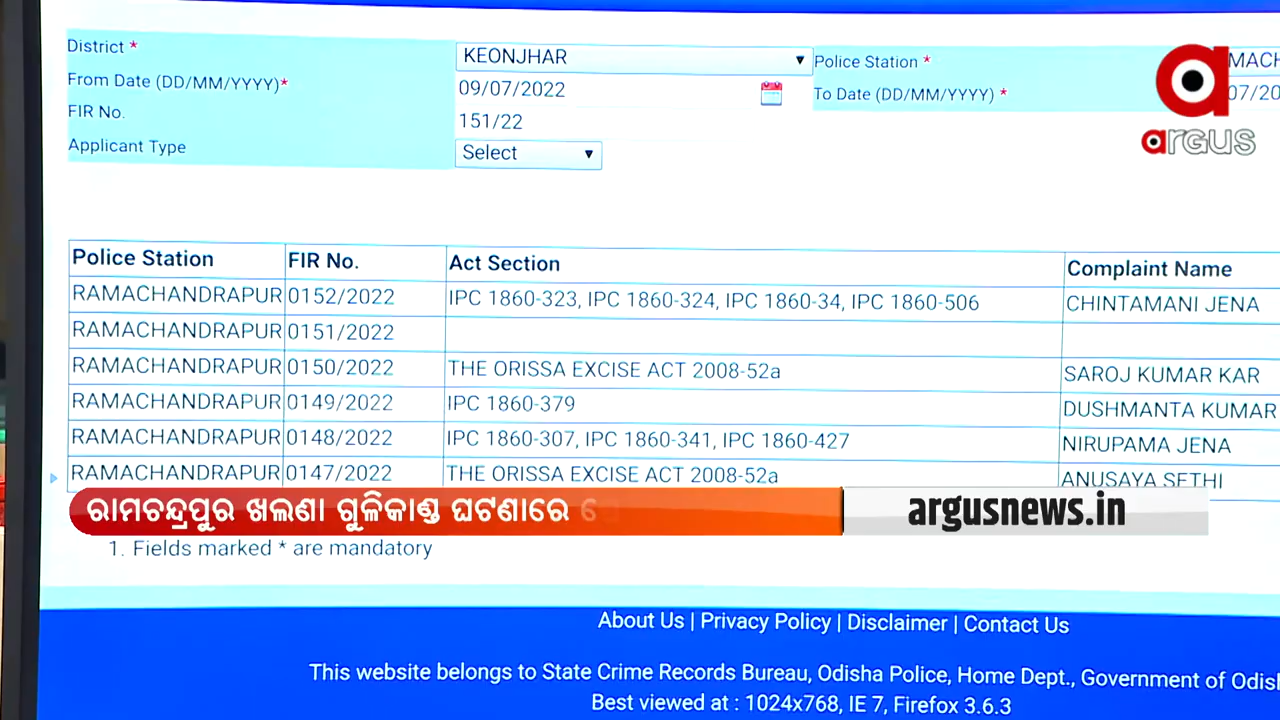 District *
KEONJHAR
Police Station *
From Date (DD/MM/YYYY)*
09/07/2022
To Date (DD/MM/YYYY) *
FIR No.
151/22
Applicant Type
Select
argus
Police Station FIR No. Act Section Complaint Name
RAMACHANDRAPUR 0152/2022 IPC 1860-323, IPC 1860-324, IPC 1860-34, IPC 1860-506 CHINTAMANI JENA
RAMACHANDRAPUR 0151/2022
RAMACHANDRAPUR 0150/2022 THE ORISSA EXCISE ACT 2008-52a SAROJ KUMAR KAR
RAMACHANDRAPUR 0149/2022 IPC 1860-379 DUSHMANTA KUMAR
RAMACHANDRAPUR 0148/2022 IPC 1860-307, IPC 1860-341, IPC 1860-427 NIRUPAMA JENA
RAMACHANDRAPUR 0147/2022 THE ORISSA EXCISE ACT 2008-52a ANUSAYA SETHI
ରାମଚନ୍ଦ୍ରପୁର ଖଲଣା ଗୁଳିକାଣ୍ଡ ଘଟଣାରେ
argusnews.in
1. Fields marked * are mandatory
About Us | Privacy Policy | Disclaimer | Contact Us
This website belongs to State Crime Records Bureau, Odisha Police, Home Dept., Government of
Best viewed at : 1024x768, IE 7, Firefox 3.6.3